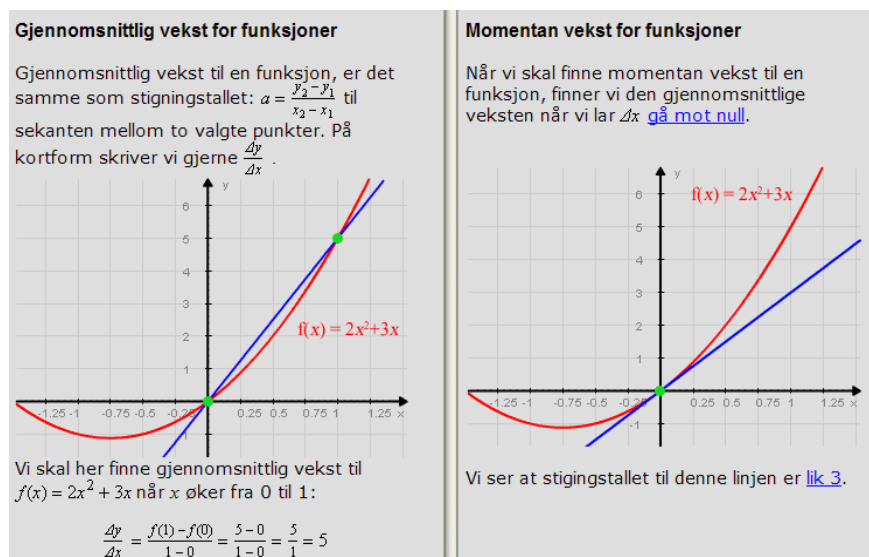 Gjennomsnittlig vekst for funksjoner
Gjennomsnittlig vekst til en funksjon, er det
samme som stigningstallet: a = (y₂ − y₁)/(x₂ − x₁) til
sekanten mellom to valgte punkter. På
kortform skriver vi gjerne Δy/Δx .
y
6
5
4
3
2
1
-1
f(x) = 2x²+3x
-1.25 -1 -0.75 -0.5 -0.25 0.25 0.5 0.75 1 1.25 x
Vi skal her finne gjennomsnittlig vekst til
f(x) = 2x² + 3x når x øker fra 0 til 1:
Δy/Δx = (f(1) − f(0))/(1 − 0) = (5 − 0)/(1 − 0) = 5/1 = 5
Momentan vekst for funksjoner
Når vi skal finne momentan vekst til en
funksjon, finner vi den gjennomsnittlige
veksten når vi lar Δx gå mot null.
y
f(x) = 2x²+3x
6
5
4
3
2
1
-1
-1.25 -1 -0.75 -0.5 -0.25 0.25 0.5 0.75 1 1.25 x
Vi ser at stigingstallet til denne linjen er lik 3.